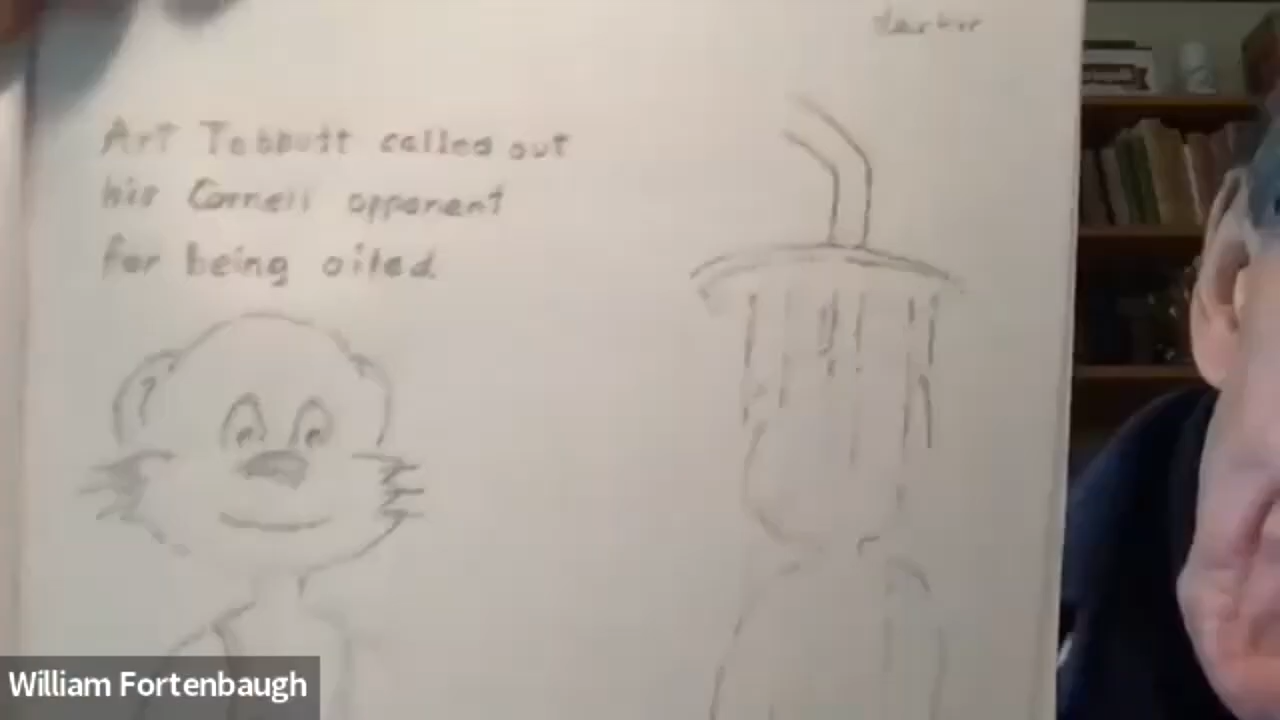 Art Tebbutt called out
his Cornell opponent
for being oiled.
William Fortenbaugh